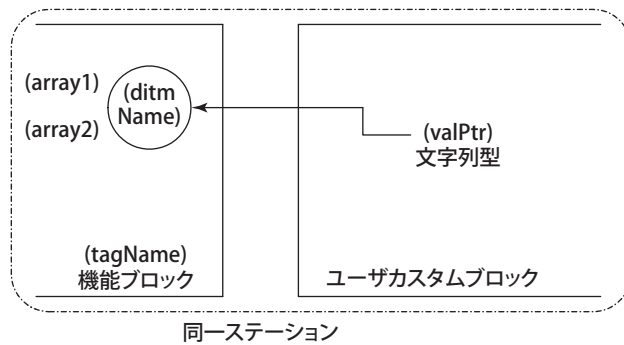 (array1)
(array2)
(ditm
Name)
(valPtr)
文字列型
(tagName)
機能ブロック
ユーザカスタムブロック
同一ステーション